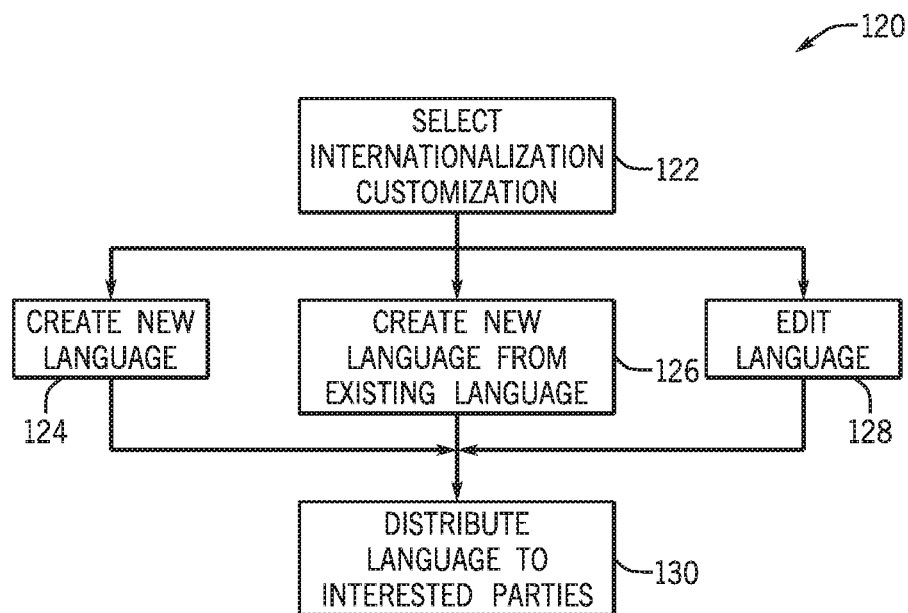 120
SELECT
INTERNATIONALIZATION
CUSTOMIZATION
122
CREATE NEW
LANGUAGE
124
CREATE NEW
LANGUAGE FROM
EXISTING LANGUAGE
126
EDIT
LANGUAGE
128
DISTRIBUTE
LANGUAGE TO
INTERESTED PARTIES
130